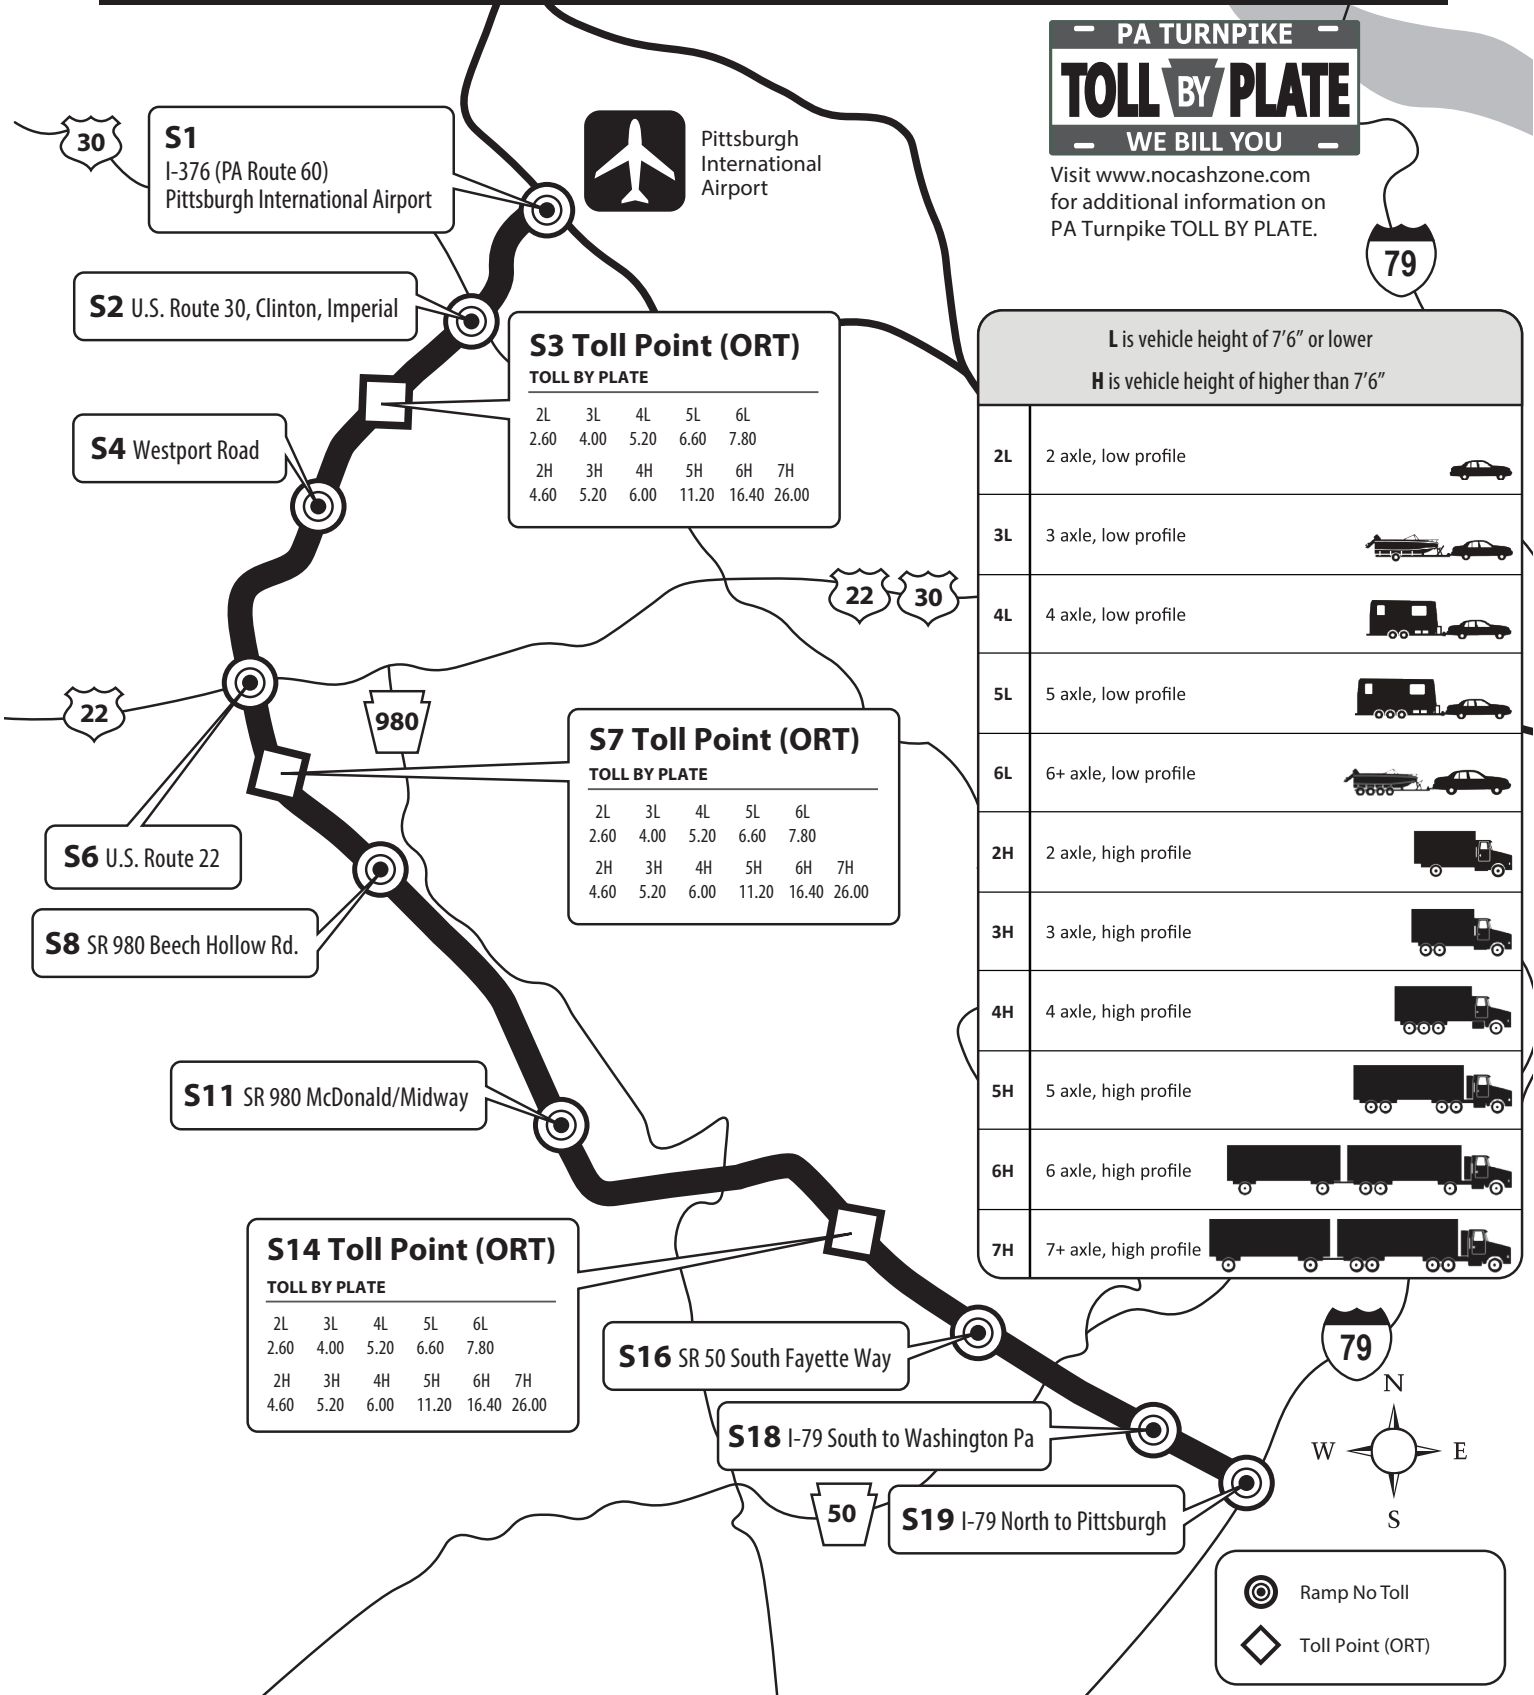 PA TURNPIKE
TOLL BY PLATE
WE BILL YOU
Visit www.nocashzone.com
for additional information on
PA Turnpike TOLL BY PLATE.
30
S1
I-376 (PA Route 60)
Pittsburgh International Airport
Pittsburgh
International
Airport
79
S2 U.S. Route 30, Clinton, Imperial
S3 Toll Point (ORT)
TOLL BY PLATE
2L 3L 4L 5L 6L
2.60 4.00 5.20 6.60 7.80
2H 3H 4H 5H 6H 7H
4.60 5.20 6.00 11.20 16.40 26.00
S4 Westport Road
22
30
22
980
S7 Toll Point (ORT)
TOLL BY PLATE
2L 3L 4L 5L 6L
2.60 4.00 5.20 6.60 7.80
2H 3H 4H 5H 6H 7H
4.60 5.20 6.00 11.20 16.40 26.00
S6 U.S. Route 22
S8 SR 980 Beech Hollow Rd.
S11 SR 980 McDonald/Midway
S14 Toll Point (ORT)
TOLL BY PLATE
2L 3L 4L 5L 6L
2.60 4.00 5.20 6.60 7.80
2H 3H 4H 5H 6H 7H
4.60 5.20 6.00 11.20 16.40 26.00
S16 SR 50 South Fayette Way
S18 I-79 South to Washington Pa
50
S19 I-79 North to Pittsburgh
L is vehicle height of 7’6” or lower
H is vehicle height of higher than 7’6”
2L 2 axle, low profile
3L 3 axle, low profile
4L 4 axle, low profile
5L 5 axle, low profile
6L 6+ axle, low profile
2H 2 axle, high profile
3H 3 axle, high profile
4H 4 axle, high profile
5H 5 axle, high profile
6H 6 axle, high profile
7H 7+ axle, high profile
79
N
W E
S
Ramp No Toll
Toll Point (ORT)